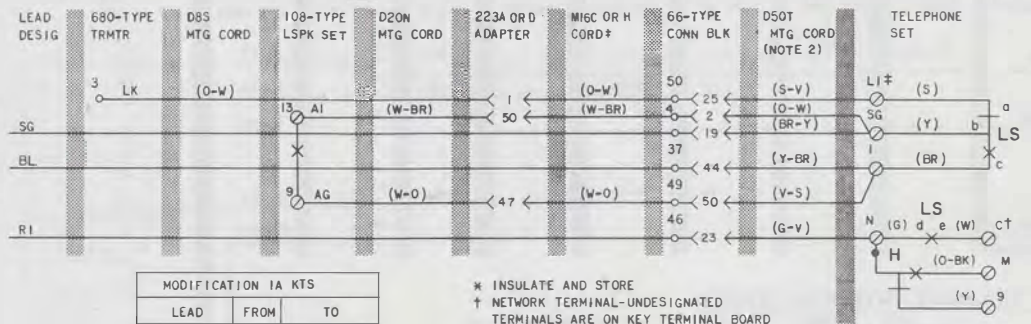 LEAD DESIG
680-TYPE TRMTR
D8S MTG CORD
108-TYPE LSPK SET
D20N MTG CORD
223A OR D ADAPTER
M16C OR H CORD‡
66-TYPE CONN BLK
D50T MTG CORD (NOTE 2)
TELEPHONE SET
3 LK (O-W) 1 (O-W) 50 25 (S-V) L1‡ (S) a
13 A1 (W-BR) 50 (W-BR) 4 2 (O-W) SG b LS
SG 19 (BR-Y) (Y)
BL 37 44 (Y-BR) 1 (BR) c
9 AG (W-O) 47 (W-O) 49 50 (V-S)
LS
R1 46 23 (G-V) N (G) d e (W) C†
H (O-BK) M
(Y) 9
MODIFICATION 1A KTS
LEAD FROM TO
* INSULATE AND STORE
† NETWORK TERMINAL-UNDESIGNATED
TERMINALS ARE ON KEY TERMINAL BOARD